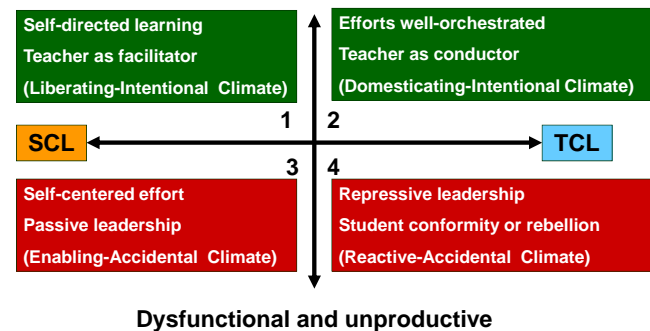 Self-directed learning
Teacher as facilitator
(Liberating-Intentional Climate)
Efforts well-orchestrated
Teacher as conductor
(Domesticating-Intentional Climate)
1 2
SCL
TCL
3 4
Self-centered effort
Passive leadership
(Enabling-Accidental Climate)
Repressive leadership
Student conformity or rebellion
(Reactive-Accidental Climate)
Dysfunctional and unproductive